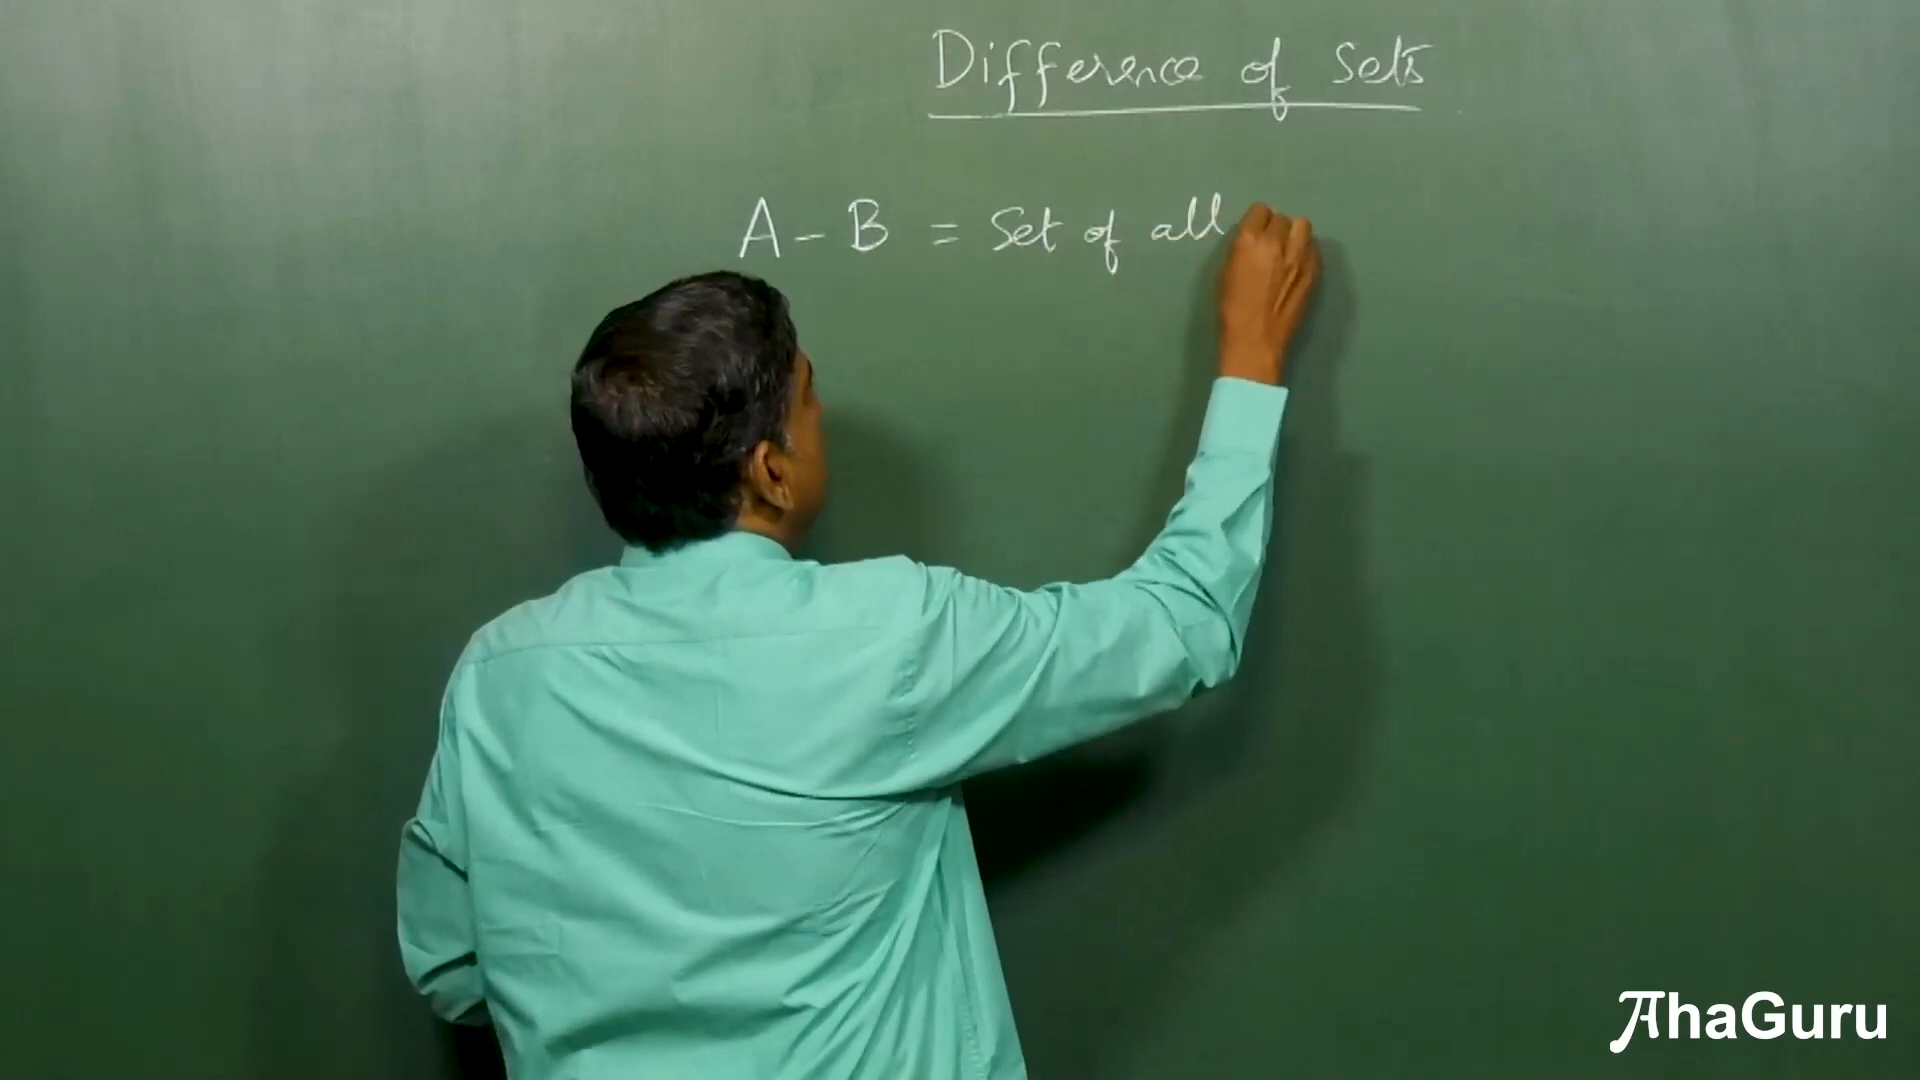 Difference of Sets
A - B = Set of all
AhaGuru